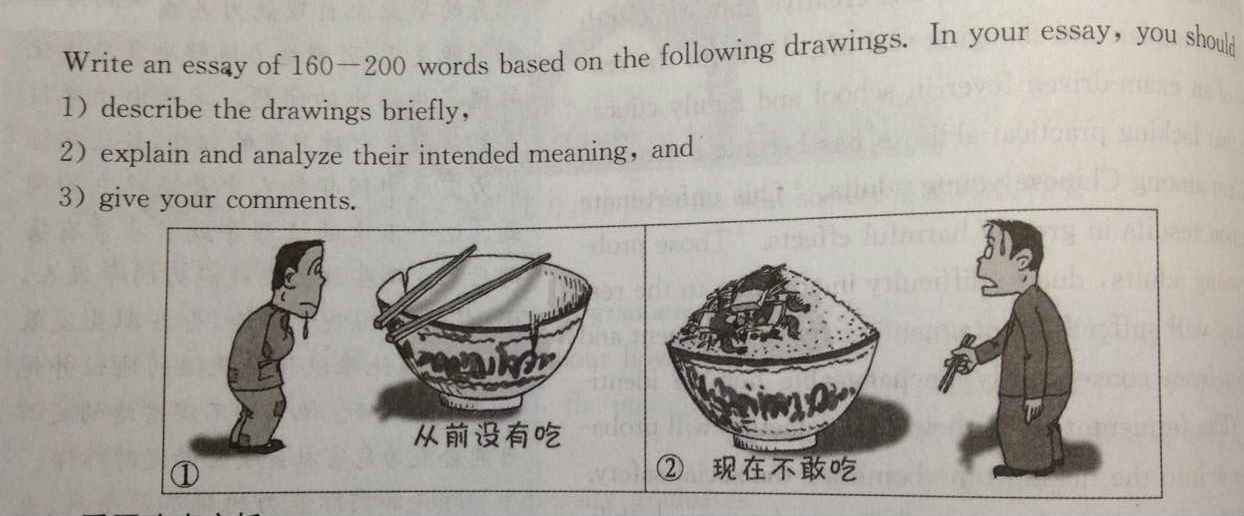 Write an essay of 160—200 words based on the following drawings. In your essay, you should
1) describe the drawings briefly,
2) explain and analyze their intended meaning, and
3) give your comments.
从前没有吃
①
② 现在不敢吃